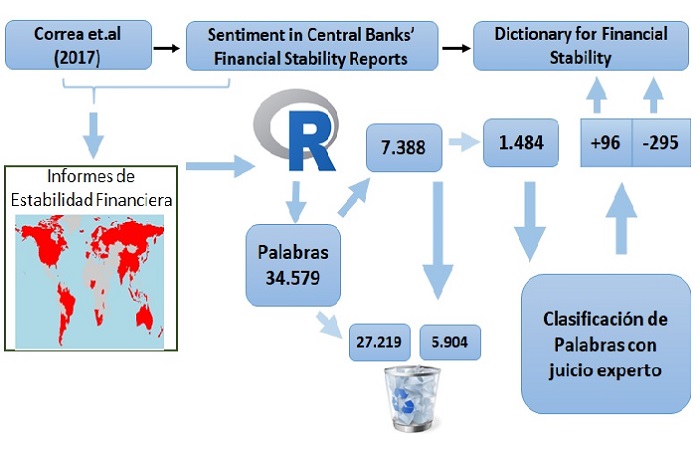 Correa et.al
(2017)
Sentiment in Central Banks’
Financial Stability Reports
Dictionary for Financial
Stability
Informes de
Estabilidad Financiera
R
7.388
1.484
+96
-295
Palabras
34.579
27.219
5.904
Clasificación de
Palabras con
juicio experto